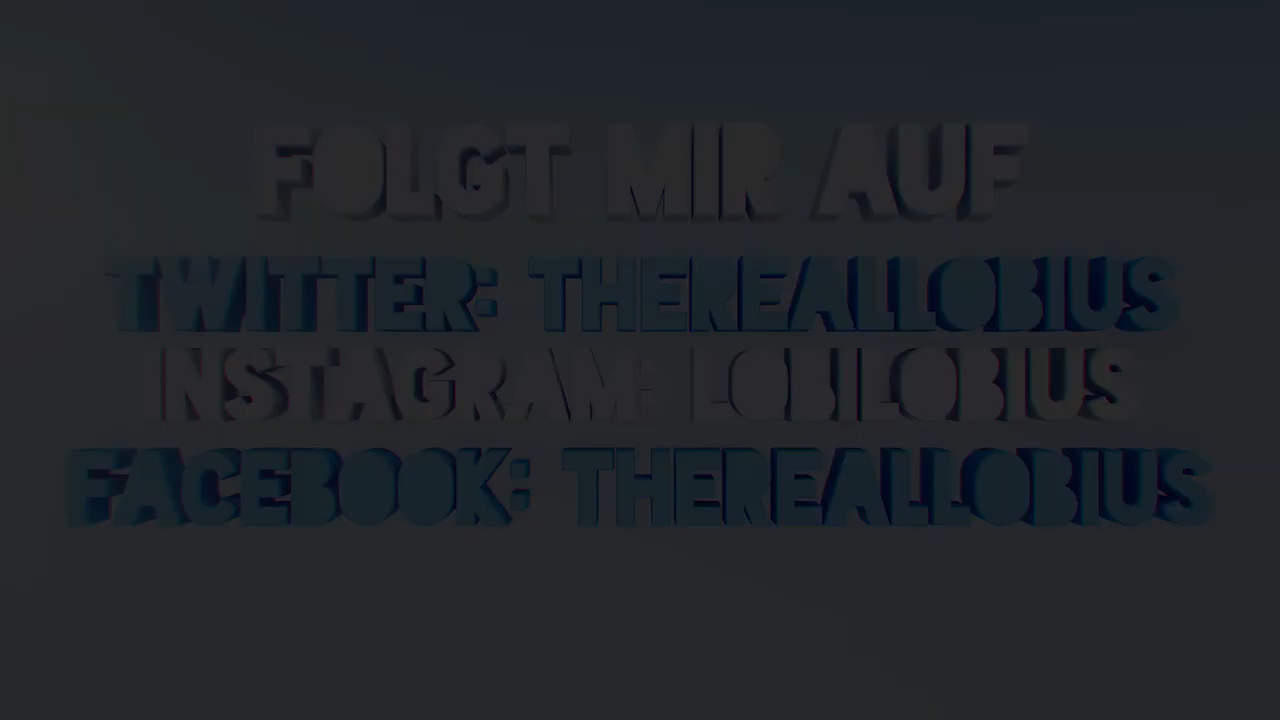 FOLGT MIR AUF
TWITTER: THEREALLOBIUS
INSTAGRAM: LOBILOBIUS
FACEBOOK: THEREALLOBIUS